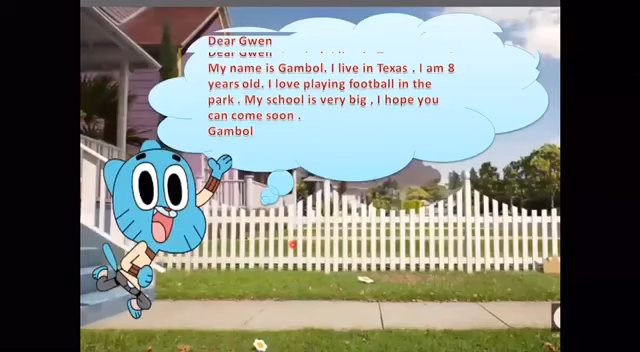 Dear Gwen
My name is Gambol. I live in Texas . I am 8
years old. I love playing football in the
park . My school is very big , I hope you
can come soon .
Gambol